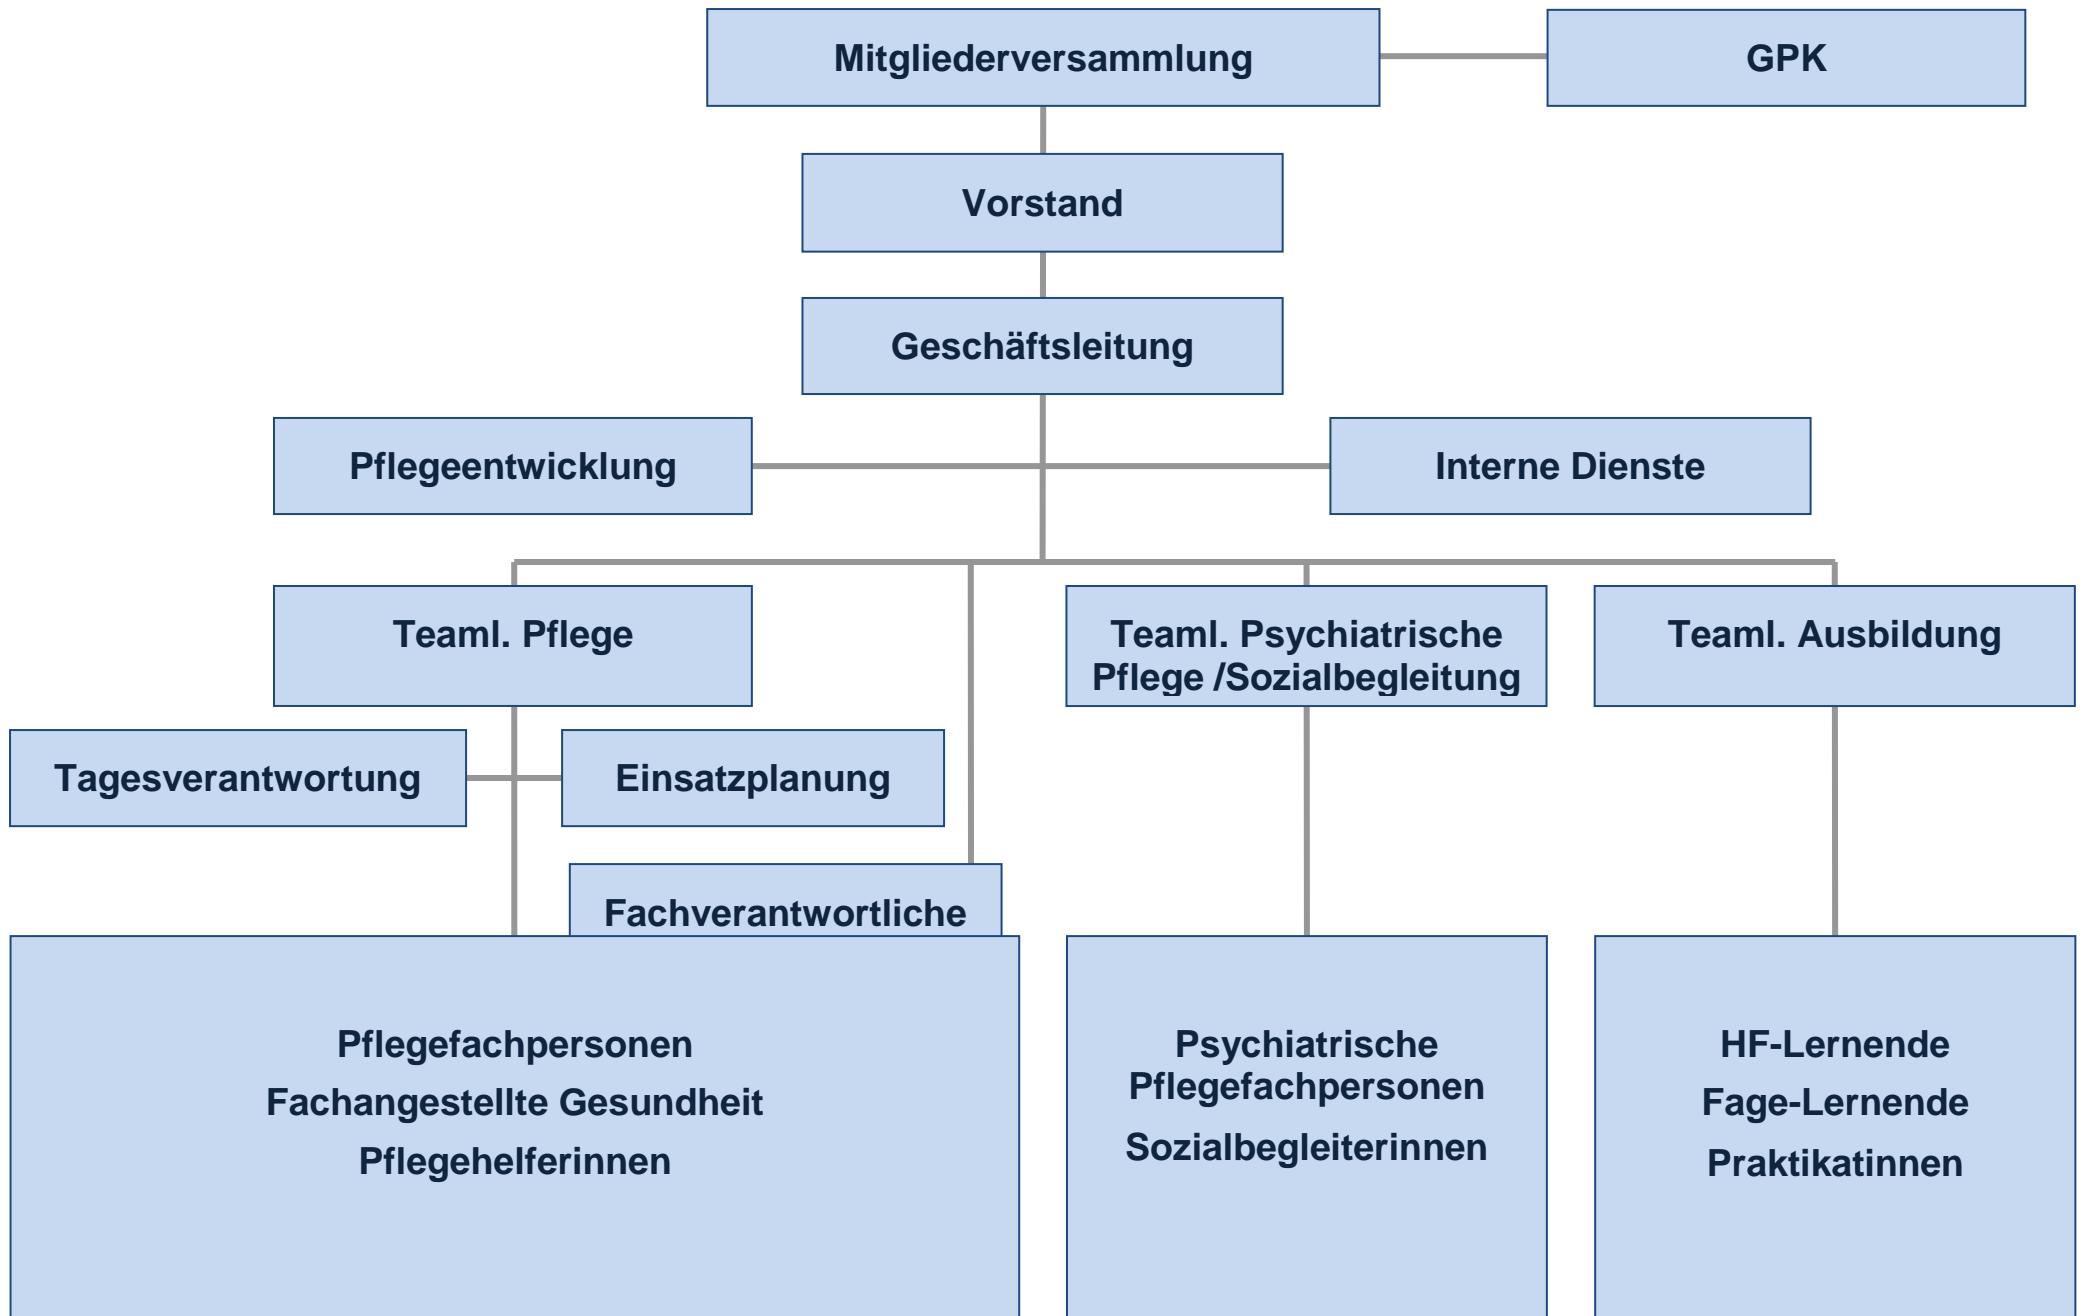 Mitgliederversammlung
GPK
Vorstand
Geschäftsleitung
Pflegeentwicklung
Interne Dienste
Teaml. Pflege
Teaml. Psychiatrische
Pflege /Sozialbegleitung
Teaml. Ausbildung
Tagesverantwortung
Einsatzplanung
Fachverantwortliche
Pflegefachpersonen
Fachangestellte Gesundheit
Pflegehelferinnen
Psychiatrische
Pflegefachpersonen
Sozialbegleiterinnen
HF-Lernende
Fage-Lernende
Praktikatinnen